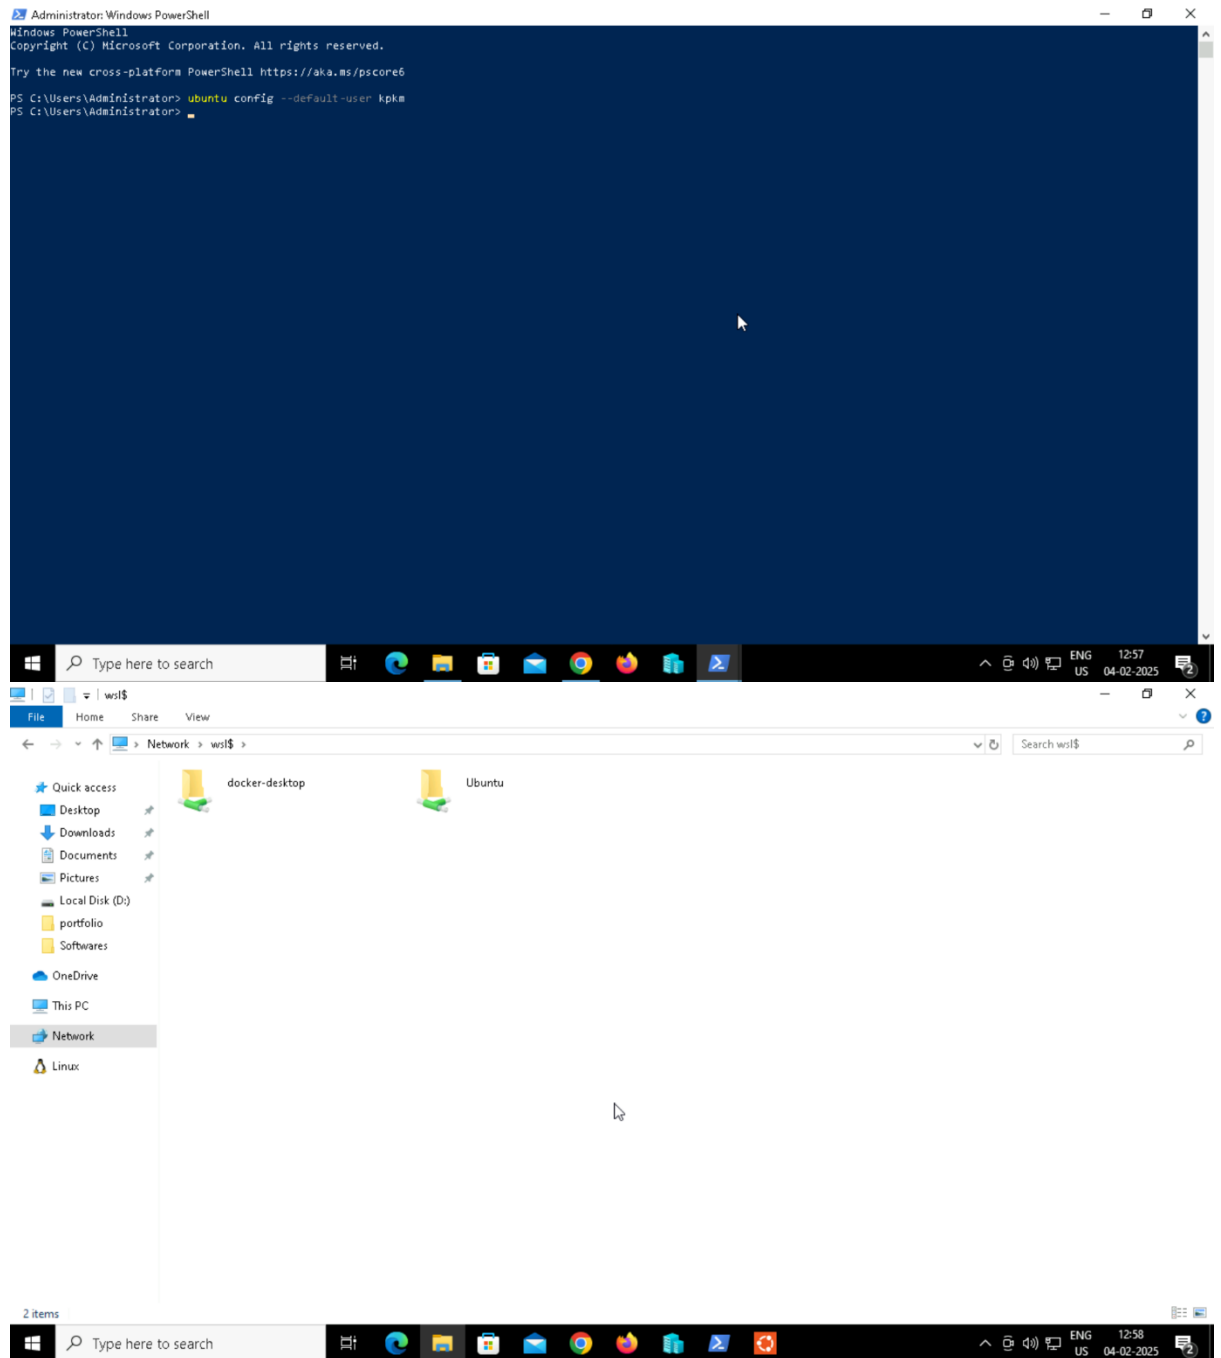 Administrator: Windows PowerShell
Windows PowerShell
Copyright (C) Microsoft Corporation. All rights reserved.
Try the new cross-platform PowerShell https://aka.ms/pscore6
PS C:\Users\Administrator> ubuntu config --default-user kpkm
PS C:\Users\Administrator>
Type here to search
ENG
US
12:57
04-02-2025
2
wsl$
File Home Share View
Network > wsl$ >
Search wsl$
Quick access
Desktop
Downloads
Documents
Pictures
Local Disk (D:)
portfolio
Softwares
OneDrive
This PC
Network
Linux
docker-desktop
Ubuntu
2 items
Type here to search
ENG
US
12:58
04-02-2025
2